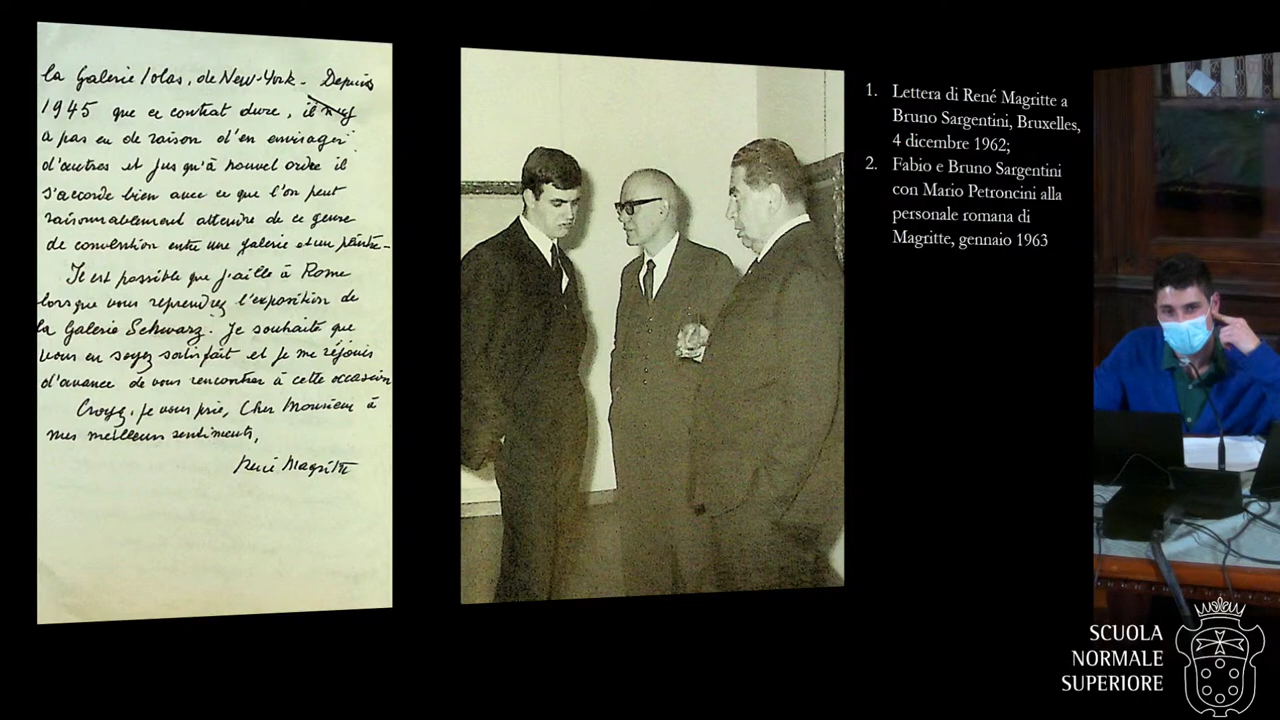 la Galerie Iolas, de New-York. Depuis
1945 que ce contrat dure, il n'y
a pas eu de raison d'en envisager
d'autres et jusqu'à nouvel ordre il
s'accorde bien avec ce que l'on peut
raisonnablement attendre de ce genre
de convention entre une galerie et un peintre.
Il est possible que j'aille à Rome
lorsque vous reprendrez l'exposition de
la Galerie Schwarz. Je souhaite que
vous en soyez satisfait et je me réjouis
d'avance de vous rencontrer à cette occasion
Croyez, je vous prie, Cher Monsieur à
mes meilleurs sentiments,
René Magritte
1. Lettera di René Magritte a
Bruno Sargentini, Bruxelles,
4 dicembre 1962;
2. Fabio e Bruno Sargentini
con Mario Petroncini alla
personale romana di
Magritte, gennaio 1963
SCUOLA
NORMALE
SUPERIORE